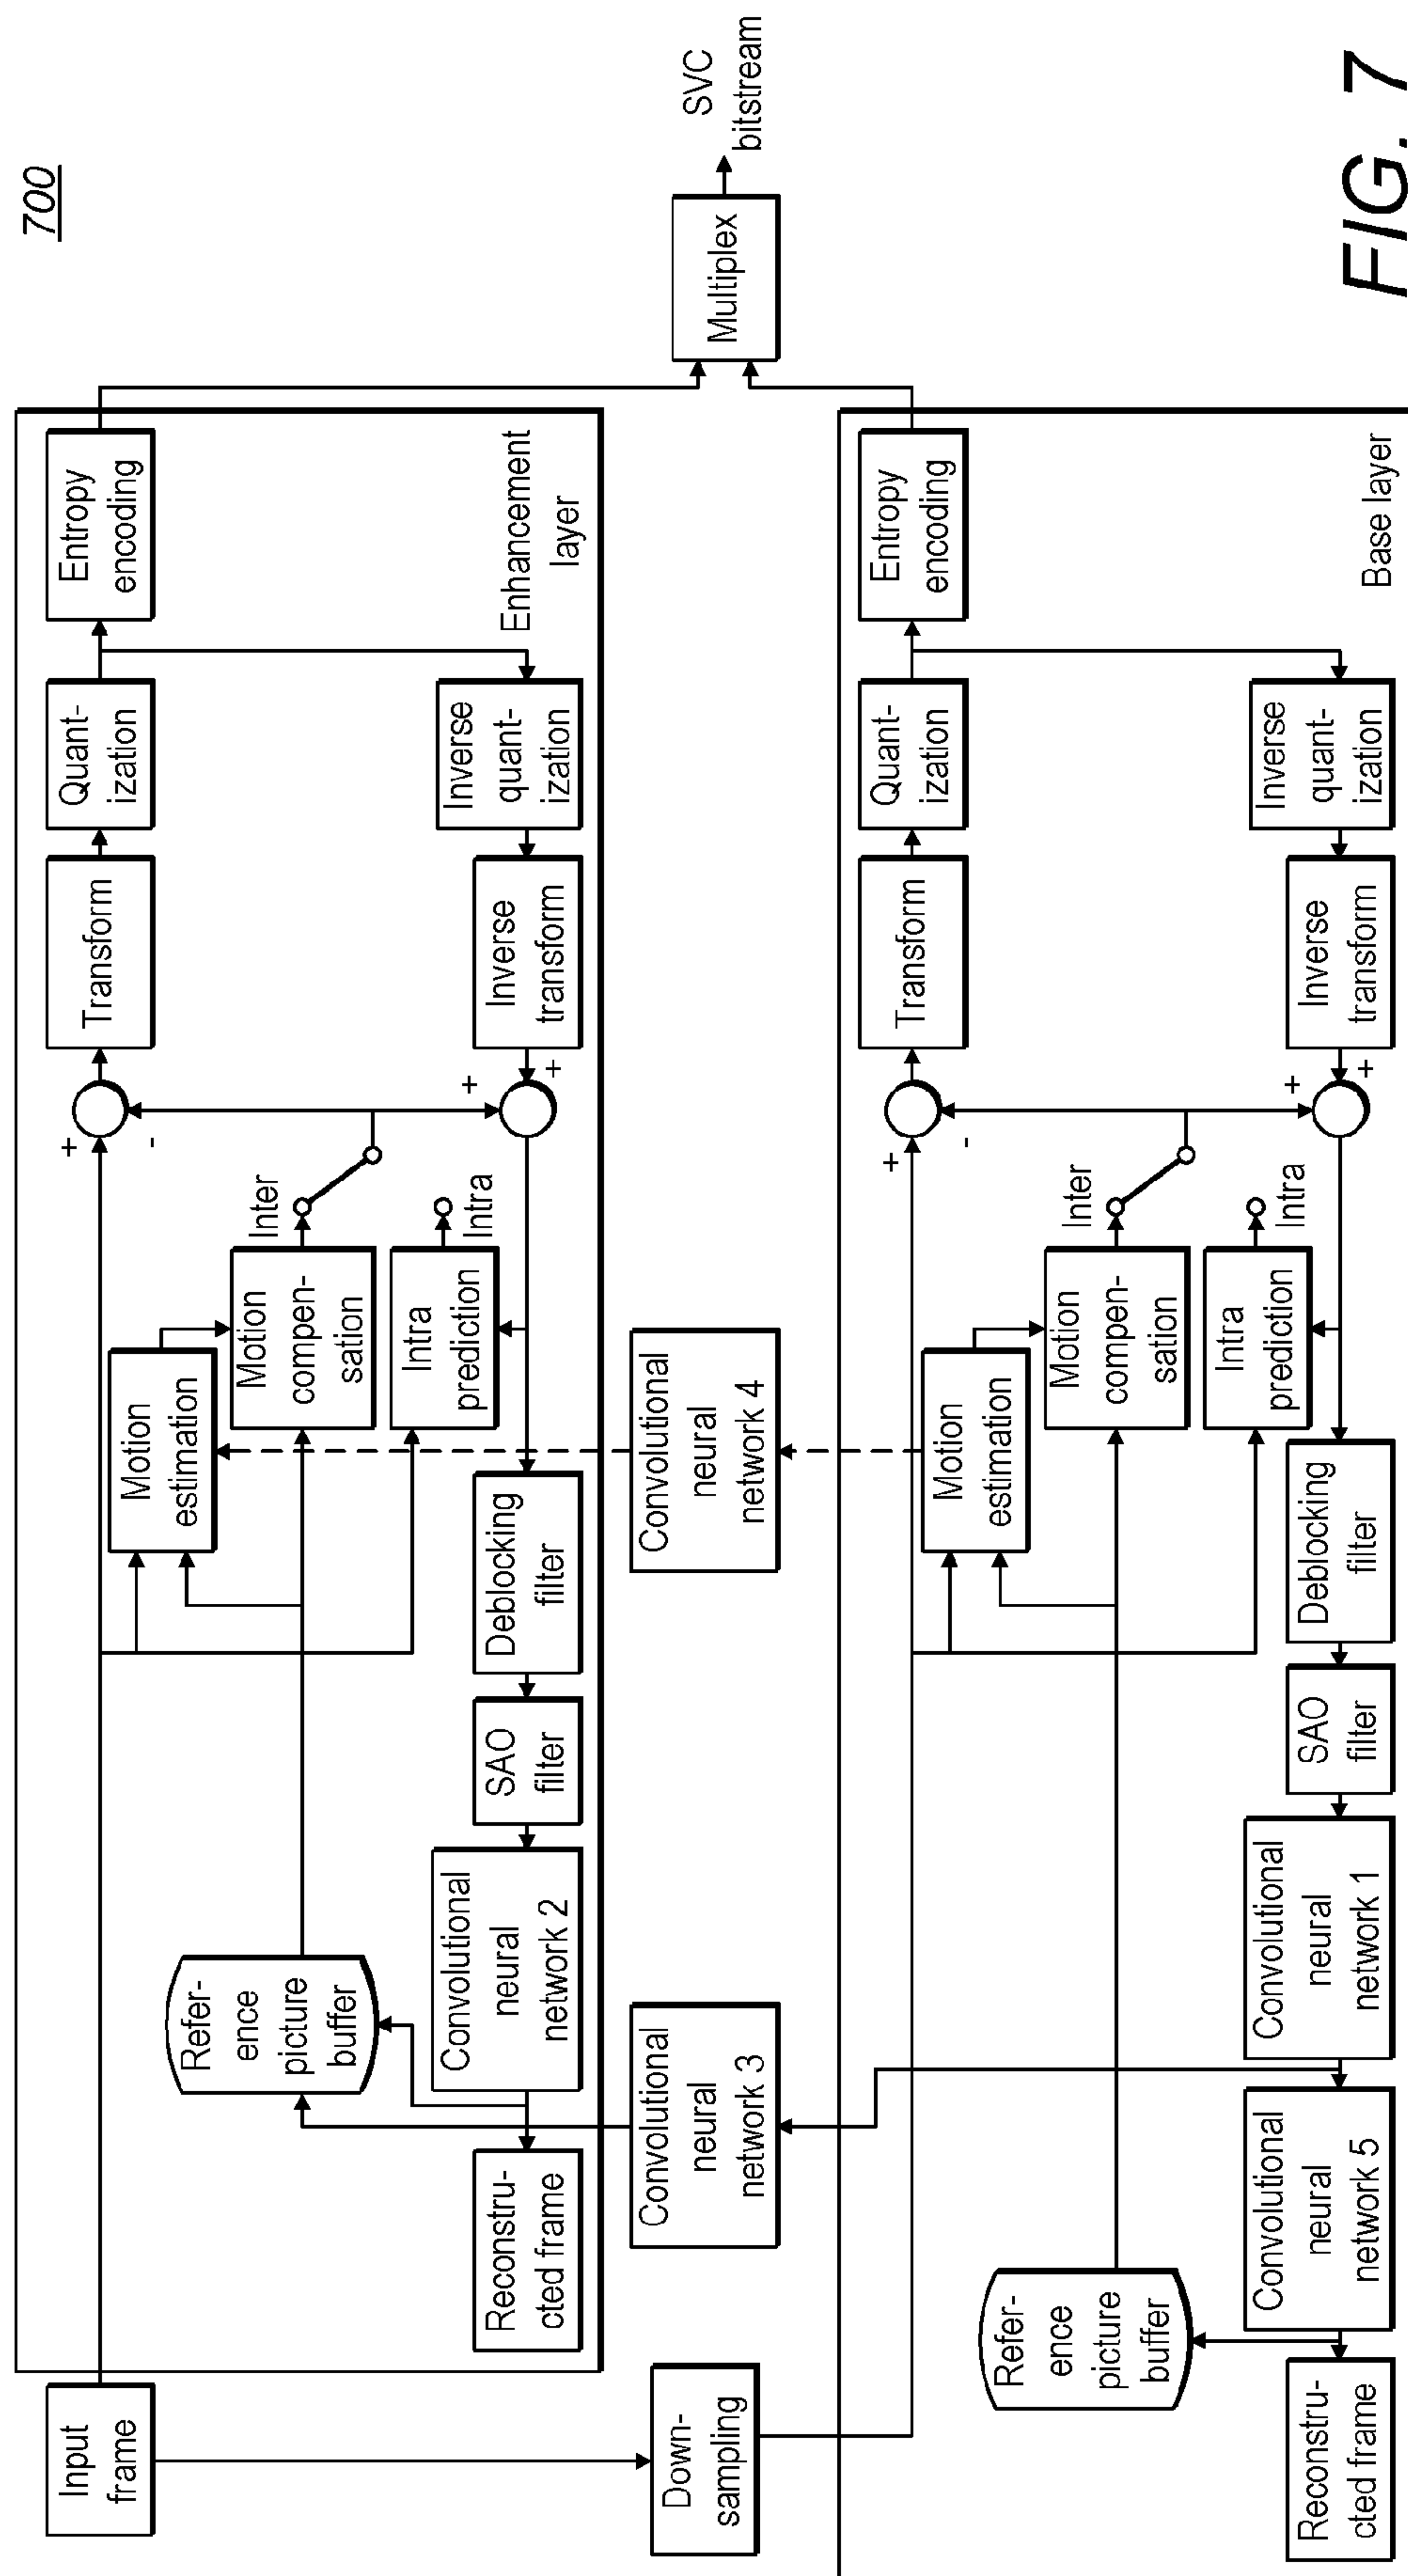 700
Input
frame
+
-
Transform
Quant-
ization
Entropy
encoding
Motion
estimation
Motion
compen-
sation
Inter
Refer-
ence
picture
buffer
Intra
prediction
Intra
+
+
Inverse
transform
Inverse
quant-
ization
Enhancement
layer
Reconstru-
cted frame
Convolutional
neural
network 2
SAO
filter
Deblocking
filter
Down-
sampling
Convolutional
neural
network 3
Convolutional
neural
network 4
Multiplex
SVC
bitstream
+
-
Transform
Quant-
ization
Entropy
encoding
Motion
estimation
Motion
compen-
sation
Inter
Refer-
ence
picture
buffer
Intra
prediction
Intra
+
+
Inverse
transform
Inverse
quant-
ization
Base layer
Reconstru-
cted frame
Convolutional
neural
network 5
Convolutional
neural
network 1
SAO
filter
Deblocking
filter
FIG. 7